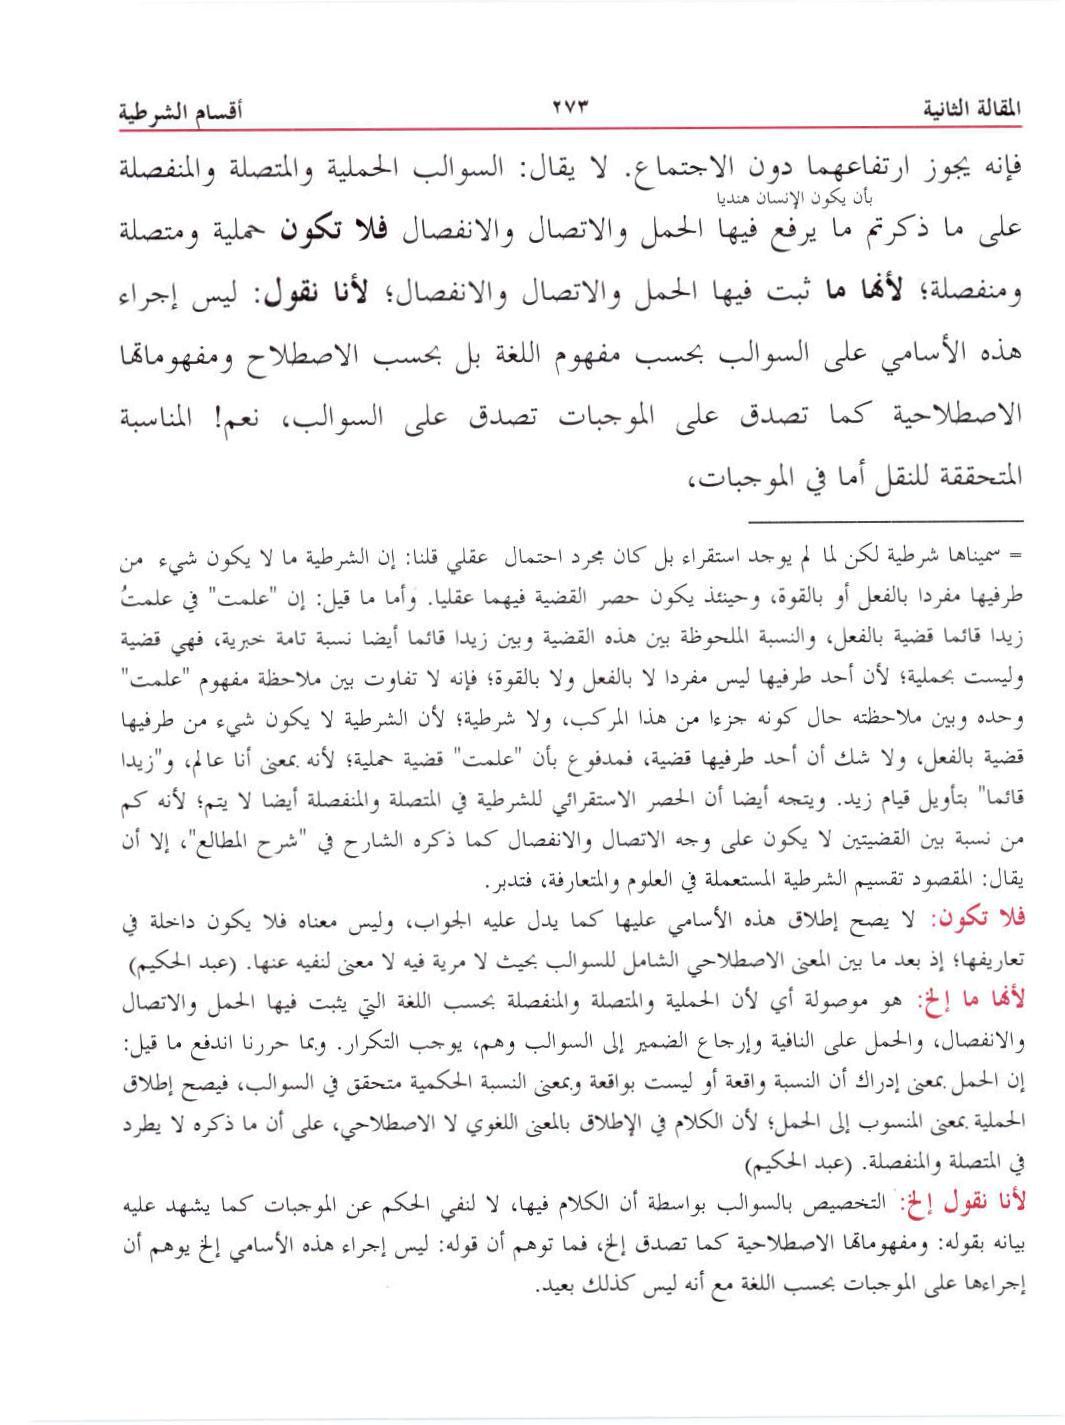 المقالة الثانية ٢٧٣ أقسام الشرطية
فإنه يجوز ارتفاعهما دون الاجتماع. لا يقال: السوالب الحملية والمتصلة والمنفصلة
بأن يكون الإنسان هنديا
على ما ذكرتم ما يرفع فيها الحمل والاتصال والانفصال فلا تكون حملية ومتصلة
ومنفصلة؛ لأنها ما ثبت فيها الحمل والاتصال والانفصال؛ لأنا نقول: ليس إجراء
هذه الأسامي على السوالب بحسب مفهوم اللغة بل بحسب الاصطلاح ومفهوماتها
الاصطلاحية كما تصدق على الموجبات تصدق على السوالب، نعم! المناسبة
المتحققة للنقل أما في الموجبات،
= سميناها شرطية لكن لما لم يوجد استقراء بل كان مجرد احتمال عقلي قلنا: إن الشرطية ما لا يكون شيء من
طرفيها مفردا بالفعل أو بالقوة، وحينئذ يكون حصر القضية فيهما عقليا. وأما ما قيل: إن "علمت" في علمتُ
زيدا قائما قضية بالفعل، والنسبة الملحوظة بين هذه القضية وبين زيدا قائما أيضا نسبة تامة خبرية، فهي قضية
وليست بحملية؛ لأن أحد طرفيها ليس مفردا لا بالفعل ولا بالقوة؛ فإنه لا تفاوت بين ملاحظة مفهوم "علمت"
وحده وبين ملاحظته حال كونه جزءا من هذا المركب، ولا شرطية؛ لأن الشرطية لا يكون شيء من طرفيها
قضية بالفعل، ولا شك أن أحد طرفيها قضية، فمدفوع بأن "علمت" قضية حملية؛ لأنه بمعنى أنا عالم، و"زيدا
قائما" بتأويل قيام زيد. ويتجه أيضا أن الحصر الاستقرائي للشرطية في المتصلة والمنفصلة أيضا لا يتم؛ لأنه كم
من نسبة بين القضيتين لا يكون على وجه الاتصال والانفصال كما ذكره الشارح في "شرح المطالع"، إلا أن
يقال: المقصود تقسيم الشرطية المستعملة في العلوم والمتعارفة، فتدبر.
فلا تكون: لا يصح إطلاق هذه الأسامي عليها كما يدل عليه الجواب، وليس معناه فلا يكون داخلة في
تعاريفها؛ إذ بعد ما بين المعنى الاصطلاحي الشامل للسوالب بحيث لا مرية فيه لا معنى لنفيه عنها. (عبد الحكيم)
لأنها ما إلخ: هو موصولة أي لأن الحملية والمتصلة والمنفصلة بحسب اللغة التي يثبت فيها الحمل والاتصال
والانفصال، والحمل على النافية وإرجاع الضمير إلى السوالب وهم، يوجب التكرار. وبما حررنا اندفع ما قيل:
إن الحمل بمعنى إدراك أن النسبة واقعة أو ليست بواقعة وبمعنى النسبة الحكمية متحقق في السوالب، فيصح إطلاق
الحملية بمعنى المنسوب إلى الحمل؛ لأن الكلام في الإطلاق بالمعنى اللغوي لا الاصطلاحي، على أن ما ذكره لا يطرد
في المتصلة والمنفصلة. (عبد الحكيم)
لأنا نقول إلخ: التخصيص بالسوالب بواسطة أن الكلام فيها، لا لنفي الحكم عن الموجبات كما يشهد عليه
بيانه بقوله: ومفهوماتها الاصطلاحية كما تصدق إلخ، فما توهم أن قوله: ليس إجراء هذه الأسامي إلخ يوهم أن
إجراءها على الموجبات بحسب اللغة مع أنه ليس كذلك بعيد.